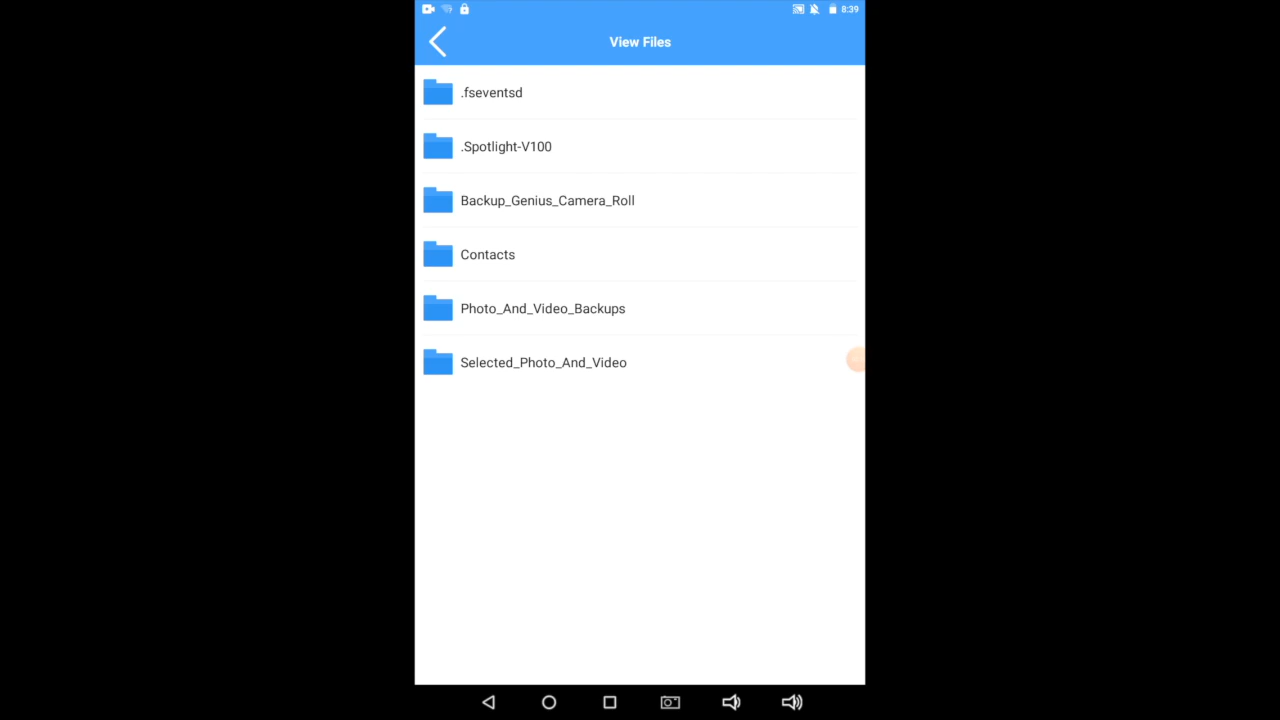 8:39
View Files
.fseventsd
.Spotlight-V100
Backup_Genius_Camera_Roll
Contacts
Photo_And_Video_Backups
Selected_Photo_And_Video